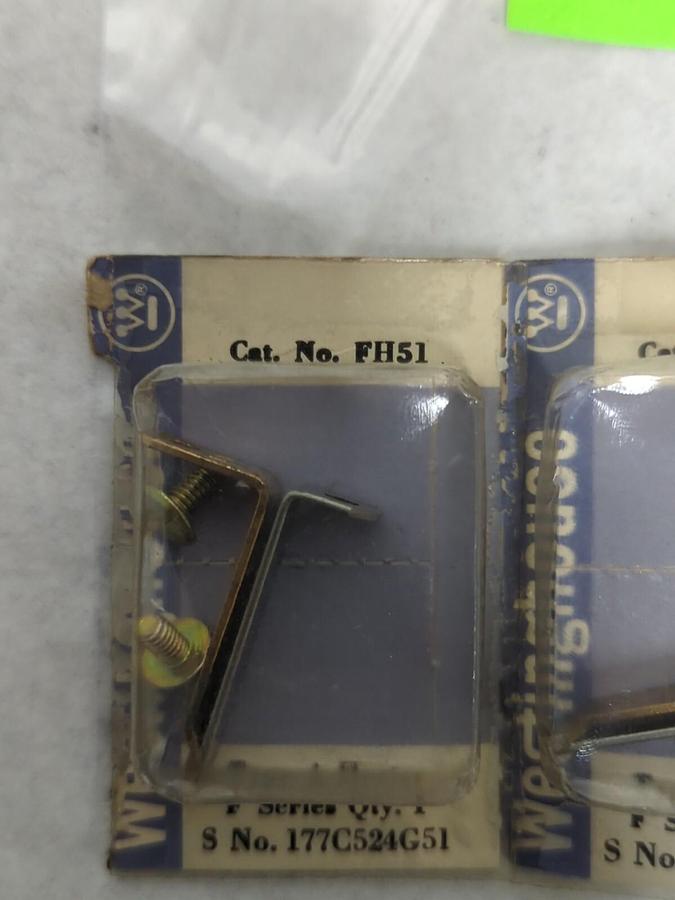 W
®
Cat. No. FH51
F Series Qty. 1
S No. 177C524G51
W
®
Westinghouse
S No